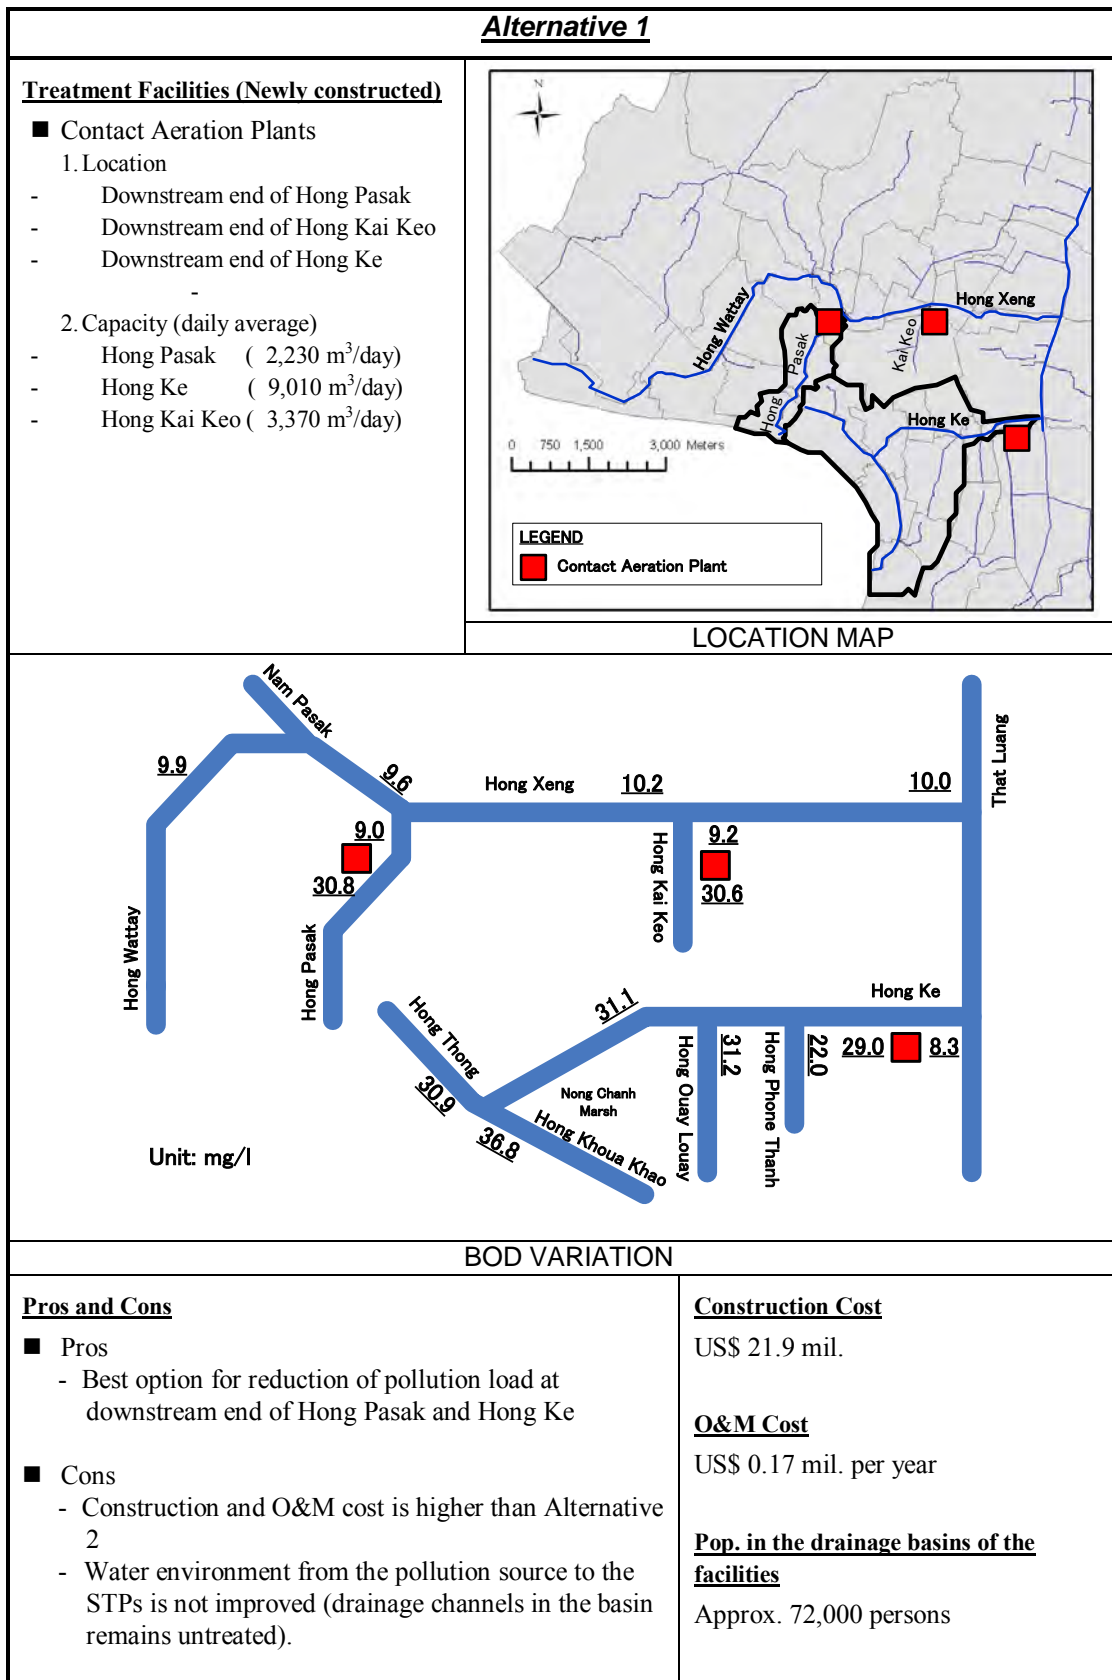 Alternative 1
Treatment Facilities (Newly constructed)
■ Contact Aeration Plants
1. Location
- Downstream end of Hong Pasak
- Downstream end of Hong Kai Keo
- Downstream end of Hong Ke
-
2. Capacity (daily average)
- Hong Pasak ( 2,230 m³/day)
- Hong Ke ( 9,010 m³/day)
- Hong Kai Keo ( 3,370 m³/day)
N
Hong Wattay
Hong Xeng
Hong Pasak
Kai Keo
Hong Ke
0 750 1,500 3,000 Meters
LEGEND
Contact Aeration Plant
LOCATION MAP
Nam Pasak
9.9
9.6
Hong Xeng
10.2
10.0
That Luang
9.0
30.8
9.2
30.6
Hong Kai Keo
Hong Wattay
Hong Pasak
Hong Thong
30.9
36.8
31.1
Hong Ke
Nong Chanh
Marsh
Hong Khoua Khao
Hong Ouay Louay
31.2
Hong Phone Thanh
22.0
29.0
8.3
Unit: mg/l
BOD VARIATION
Pros and Cons
■ Pros
- Best option for reduction of pollution load at
downstream end of Hong Pasak and Hong Ke
■ Cons
- Construction and O&M cost is higher than Alternative
2
- Water environment from the pollution source to the
STPs is not improved (drainage channels in the basin
remains untreated).
Construction Cost
US$ 21.9 mil.
O&M Cost
US$ 0.17 mil. per year
Pop. in the drainage basins of the
facilities
Approx. 72,000 persons